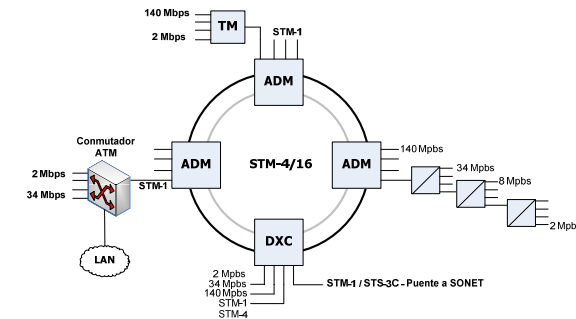 140 Mbps
TM
2 Mbps
STM-1
ADM
Conmutador
ATM
2 Mbps
34 Mbps
STM-1
ADM
STM-4/16
ADM
140 Mpbs
34 Mpbs
8 Mpbs
2 Mpb
LAN
DXC
2 Mpbs
34 Mpbs
140 Mpbs
STM-1
STM-4
STM-1 / STS-3C - Puente a SONET